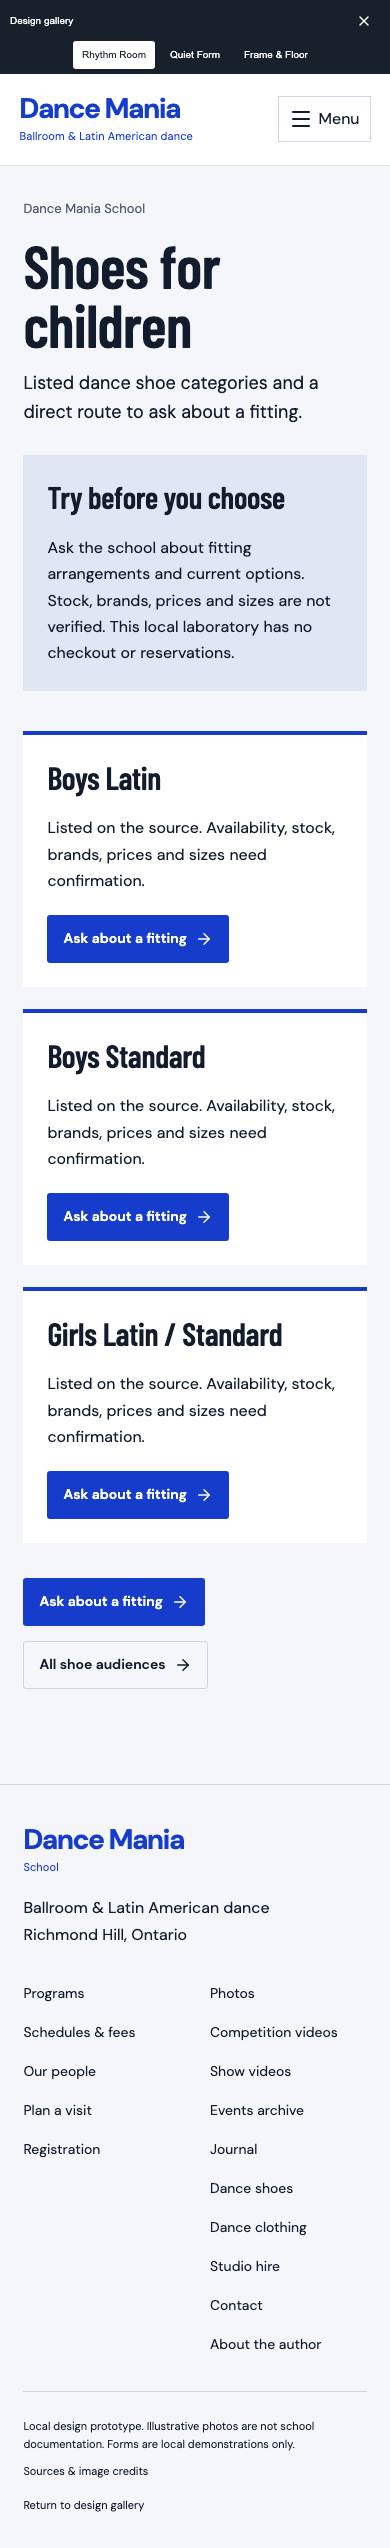 Design gallery
Rhythm Room
Quiet Form
Frame & Floor
Dance Mania
Ballroom & Latin American dance
Menu
Dance Mania School
Shoes for
children
Listed dance shoe categories and a
direct route to ask about a fitting.
Try before you choose
Ask the school about fitting
arrangements and current options.
Stock, brands, prices and sizes are not
verified. This local laboratory has no
checkout or reservations.
Boys Latin
Listed on the source. Availability, stock,
brands, prices and sizes need
confirmation.
Ask about a fitting
Boys Standard
Listed on the source. Availability, stock,
brands, prices and sizes need
confirmation.
Ask about a fitting
Girls Latin / Standard
Listed on the source. Availability, stock,
brands, prices and sizes need
confirmation.
Ask about a fitting
Ask about a fitting
All shoe audiences
Dance Mania
School
Ballroom & Latin American dance
Richmond Hill, Ontario
Programs
Schedules & fees
Our people
Plan a visit
Registration
Photos
Competition videos
Show videos
Events archive
Journal
Dance shoes
Dance clothing
Studio hire
Contact
About the author
Local design prototype. Illustrative photos are not school
documentation. Forms are local demonstrations only.
Sources & image credits
Return to design gallery